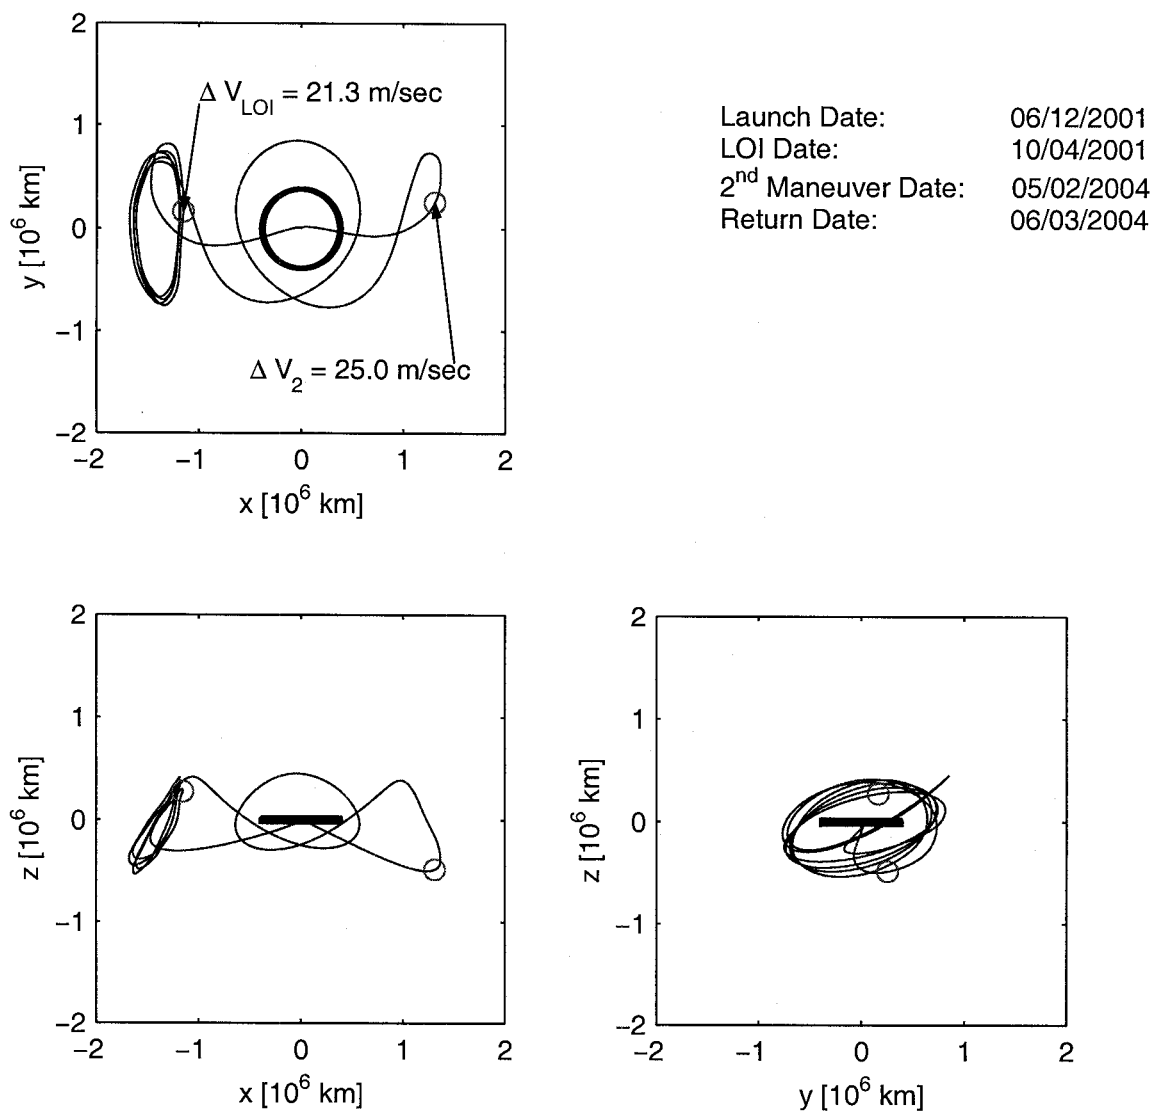 2
1
0
−1
−2
y [10^6 km]
Δ V_LOI = 21.3 m/sec
Δ V_2 = 25.0 m/sec
−2 −1 0 1 2
x [10^6 km]
Launch Date: 06/12/2001
LOI Date: 10/04/2001
2^nd Maneuver Date: 05/02/2004
Return Date: 06/03/2004
2
1
0
−1
−2
z [10^6 km]
−2 −1 0 1 2
x [10^6 km]
2
1
0
−1
−2
z [10^6 km]
−2 −1 0 1 2
y [10^6 km]